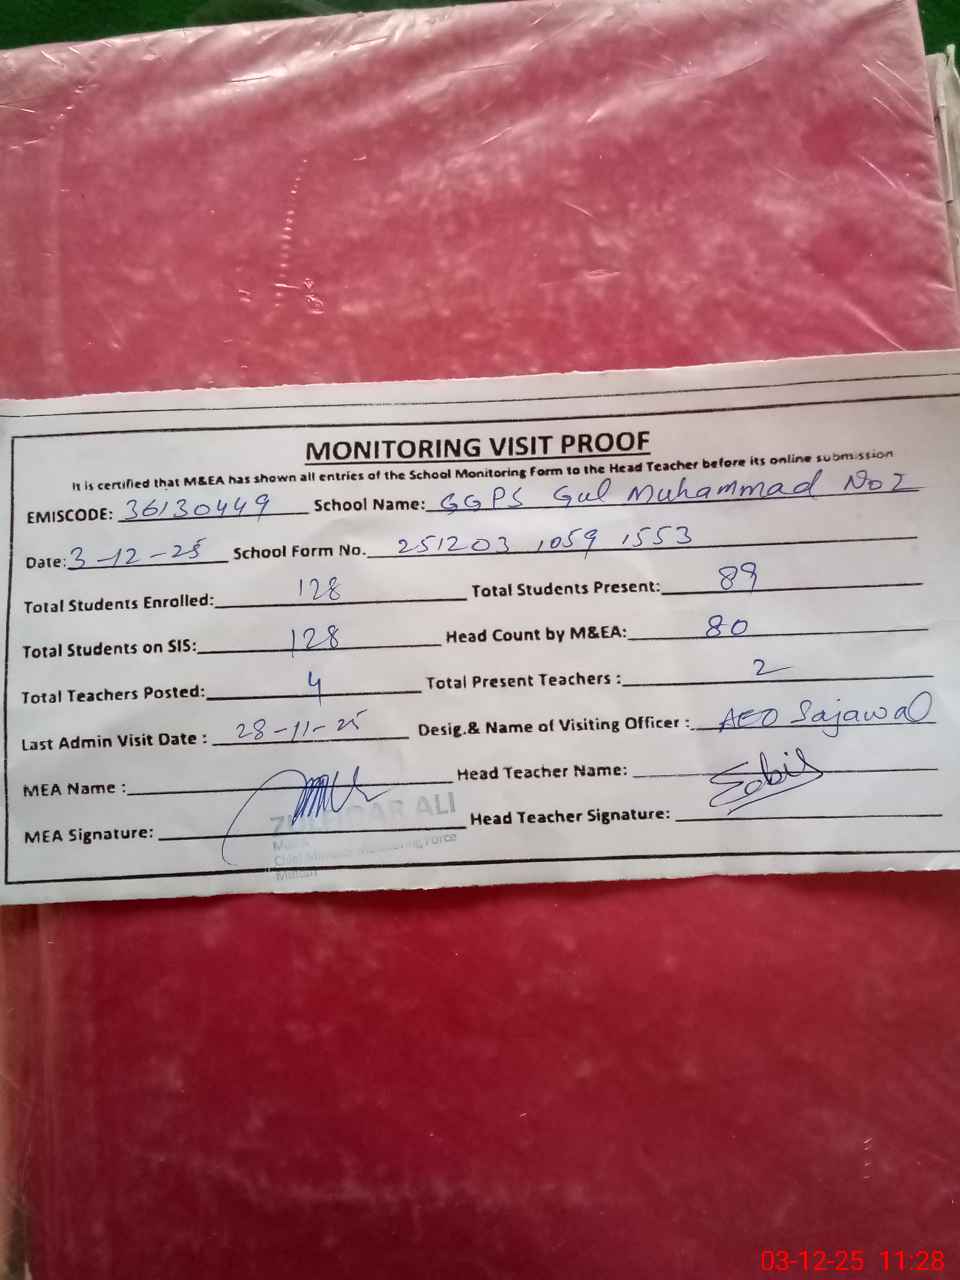 MONITORING VISIT PROOF
It is certified that M&EA has shown all entries of the School Monitoring Form to the Head Teacher before its online submission
EMISCODE: 36130449 School Name: GGPS Gul Muhammad No 2
Date: 3-12-25 School Form No. 251203 1059 1553
Total Students Enrolled: 128 Total Students Present: 89
Total Students on SIS: 128 Head Count by M&EA: 80
Total Teachers Posted: 4 Total Present Teachers : 2
Last Admin Visit Date : 28-11-25 Desig.& Name of Visiting Officer : AEO Sajawal
MEA Name : Head Teacher Name:
MEA Signature: Head Teacher Signature:
ALI
Multan
03-12-25 11:28